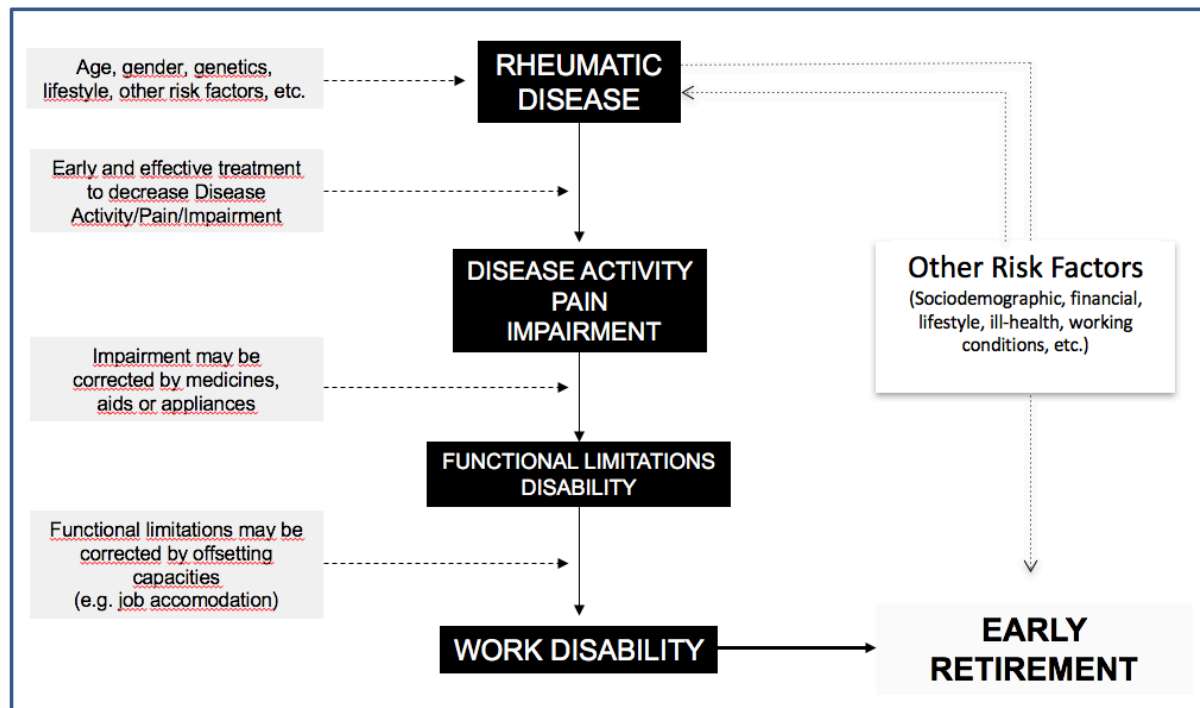 Age, gender, genetics,
lifestyle, other risk factors, etc.
RHEUMATIC
DISEASE
Early and effective treatment
to decrease Disease
Activity/Pain/Impairment
DISEASE ACTIVITY
PAIN
IMPAIRMENT
Other Risk Factors
(Sociodemographic, financial,
lifestyle, ill-health, working
conditions, etc.)
Impairment may be
corrected by medicines,
aids or appliances
FUNCTIONAL LIMITATIONS
DISABILITY
Functional limitations may be
corrected by offsetting
capacities
(e.g. job accomodation)
WORK DISABILITY
EARLY
RETIREMENT